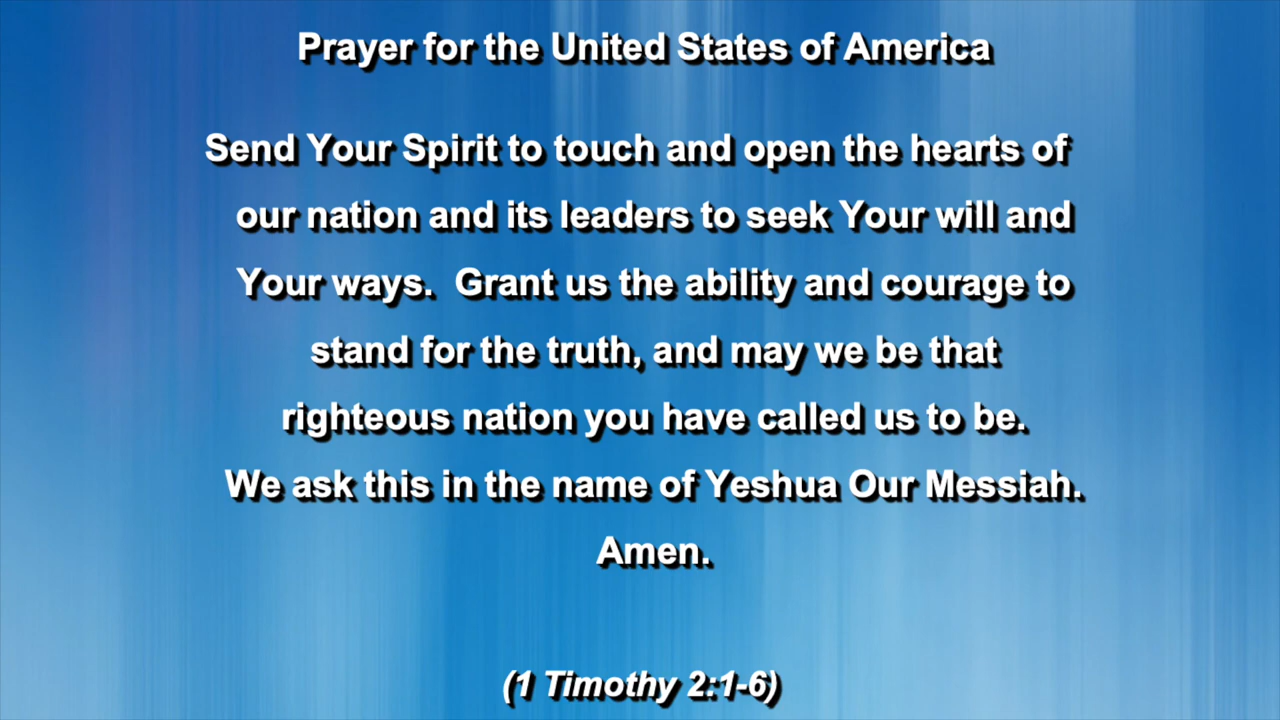 Prayer for the United States of America
Send Your Spirit to touch and open the hearts of
our nation and its leaders to seek Your will and
Your ways.  Grant us the ability and courage to
stand for the truth, and may we be that
righteous nation you have called us to be.
We ask this in the name of Yeshua Our Messiah.
Amen.
(1 Timothy 2:1-6)